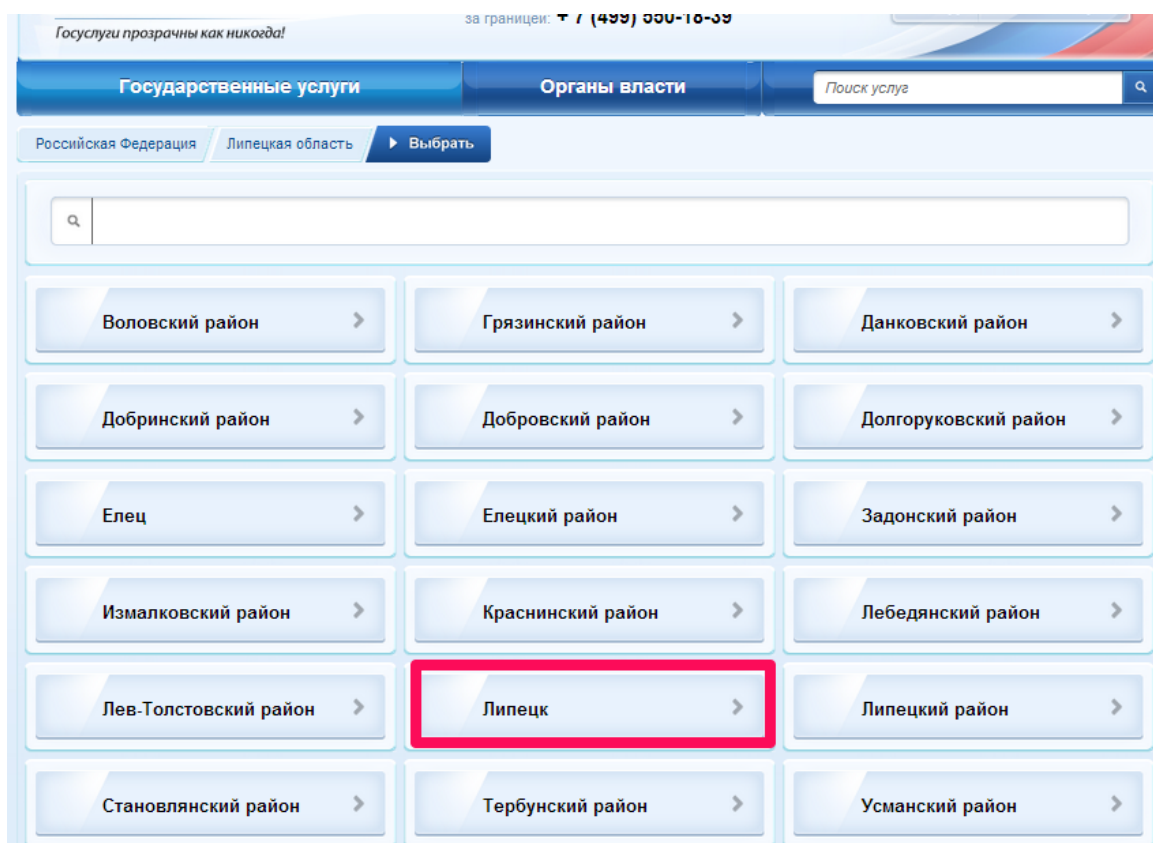 Госуслуги прозрачны как никогда!
за границей: + 7 (499) 550-18-39
Государственные услуги
Органы власти
Поиск услуг
Российская Федерация
Липецкая область
Выбрать
Воловский район
Грязинский район
Данковский район
Добринский район
Добровский район
Долгоруковский район
Елец
Елецкий район
Задонский район
Измалковский район
Краснинский район
Лебедянский район
Лев-Толстовский район
Липецк
Липецкий район
Становлянский район
Тербунский район
Усманский район